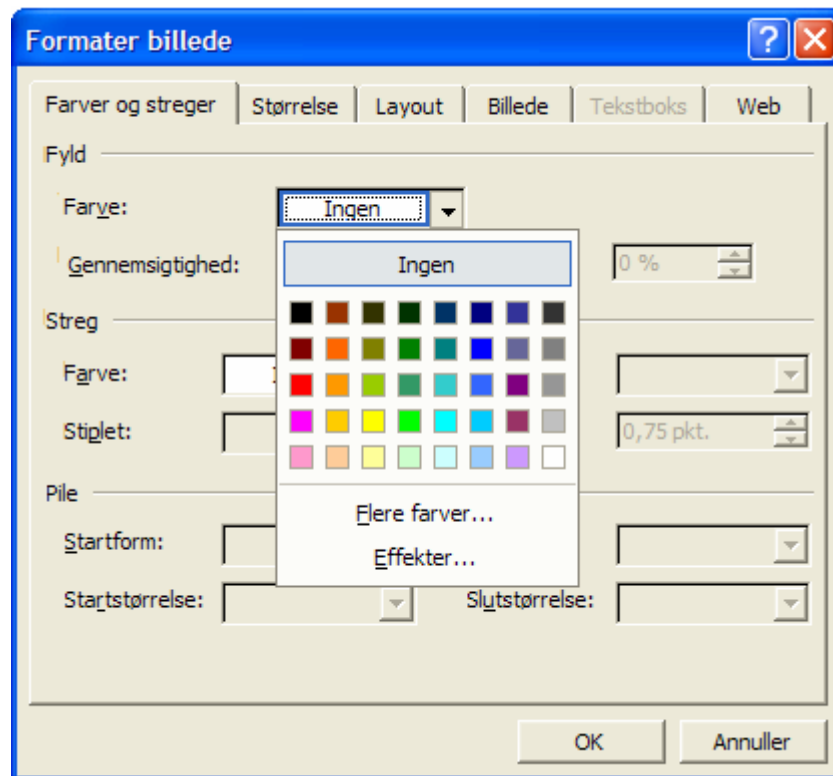 Formater billede
Farver og streger Størrelse Layout Billede Tekstboks Web
Fyld
Farve: Ingen
Gennemsigtighed: Ingen 0 %
Streg
Farve:
Stiplet: 0,75 pkt.
Pile
Flere farver...
Startform:
Effekter...
Startstørrelse: Slutstørrelse:
OK Annuller